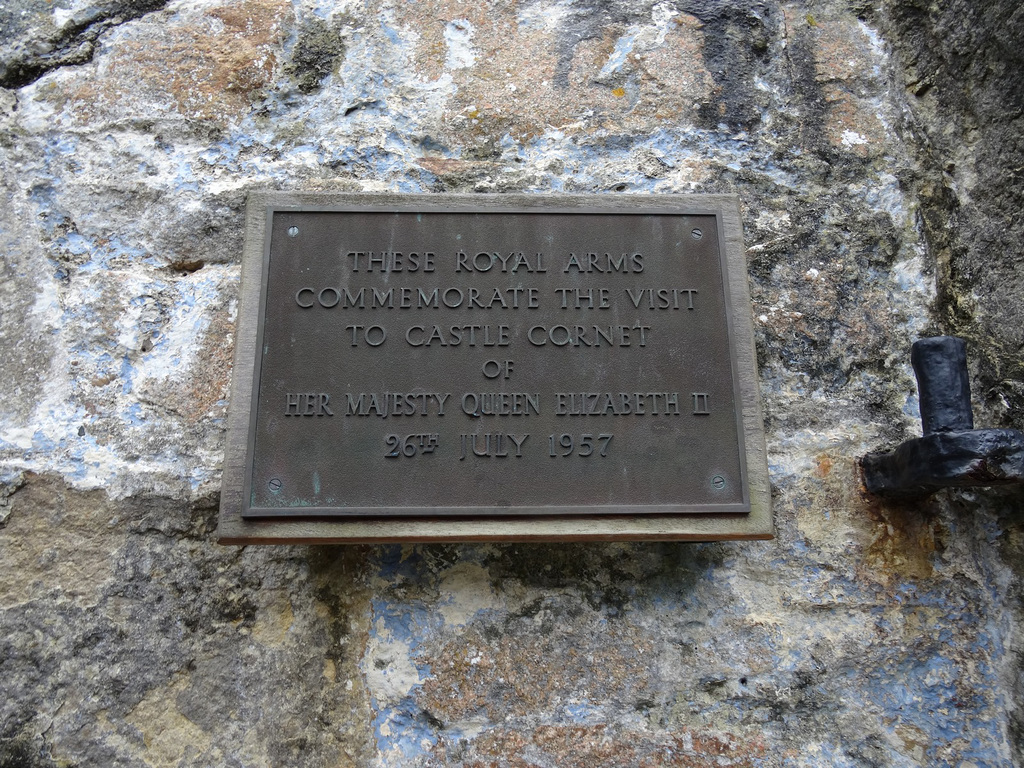 THESE ROYAL ARMS
COMMEMORATE THE VISIT
TO CASTLE CORNET
OF
HER MAJESTY QUEEN ELIZABETH II
26TH JULY 1957